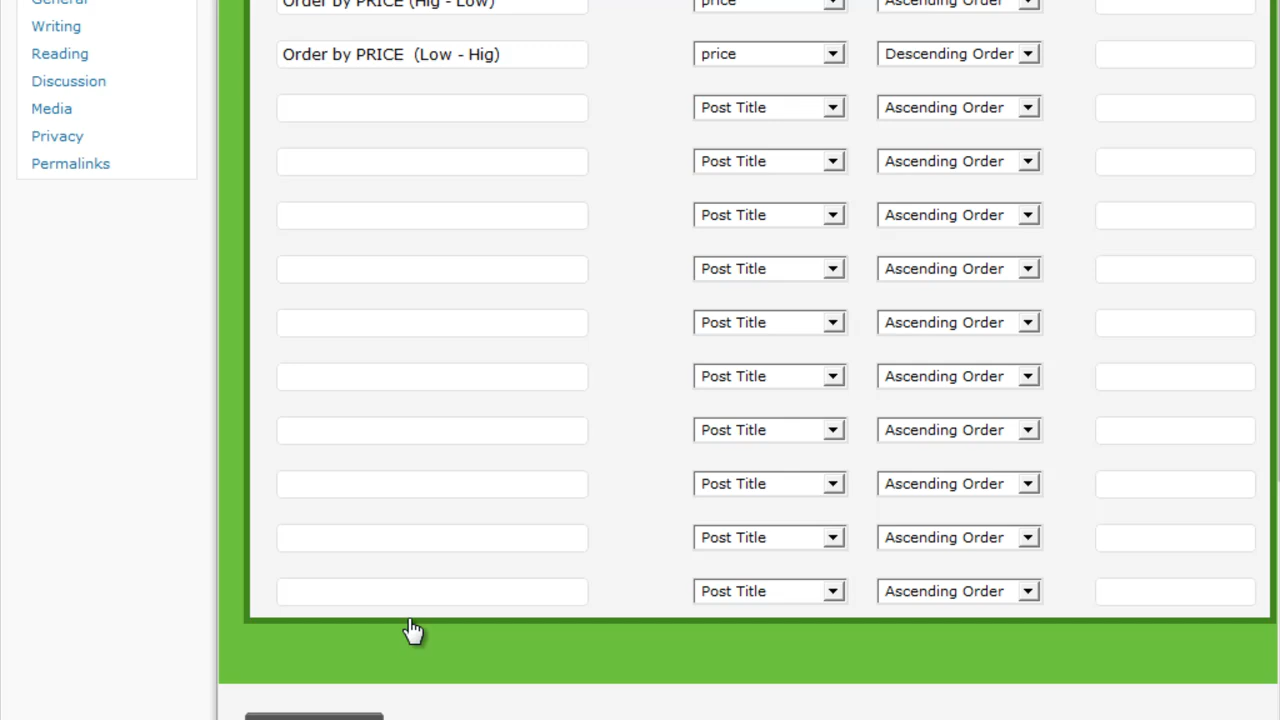 General
Writing
Reading
Discussion
Media
Privacy
Permalinks
Order by PRICE (Hig - Low) price Ascending Order
Order by PRICE  (Low - Hig) price Descending Order
Post Title Ascending Order
Post Title Ascending Order
Post Title Ascending Order
Post Title Ascending Order
Post Title Ascending Order
Post Title Ascending Order
Post Title Ascending Order
Post Title Ascending Order
Post Title Ascending Order
Post Title Ascending Order